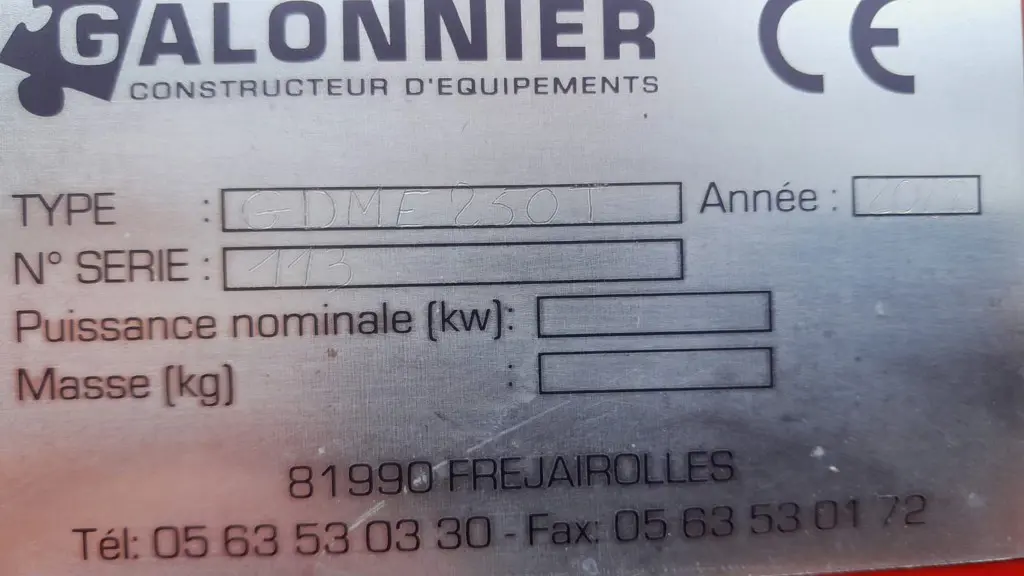 GALONNIER CE
CONSTRUCTEUR D'EQUIPEMENTS
TYPE : GDME 250T Année :
N° SERIE : 113
Puissance nominale (kw):
Masse (kg) :
81990 FREJAIROLLES
Tél: 05 63 53 03 30 - Fax: 05 63 53 01 72